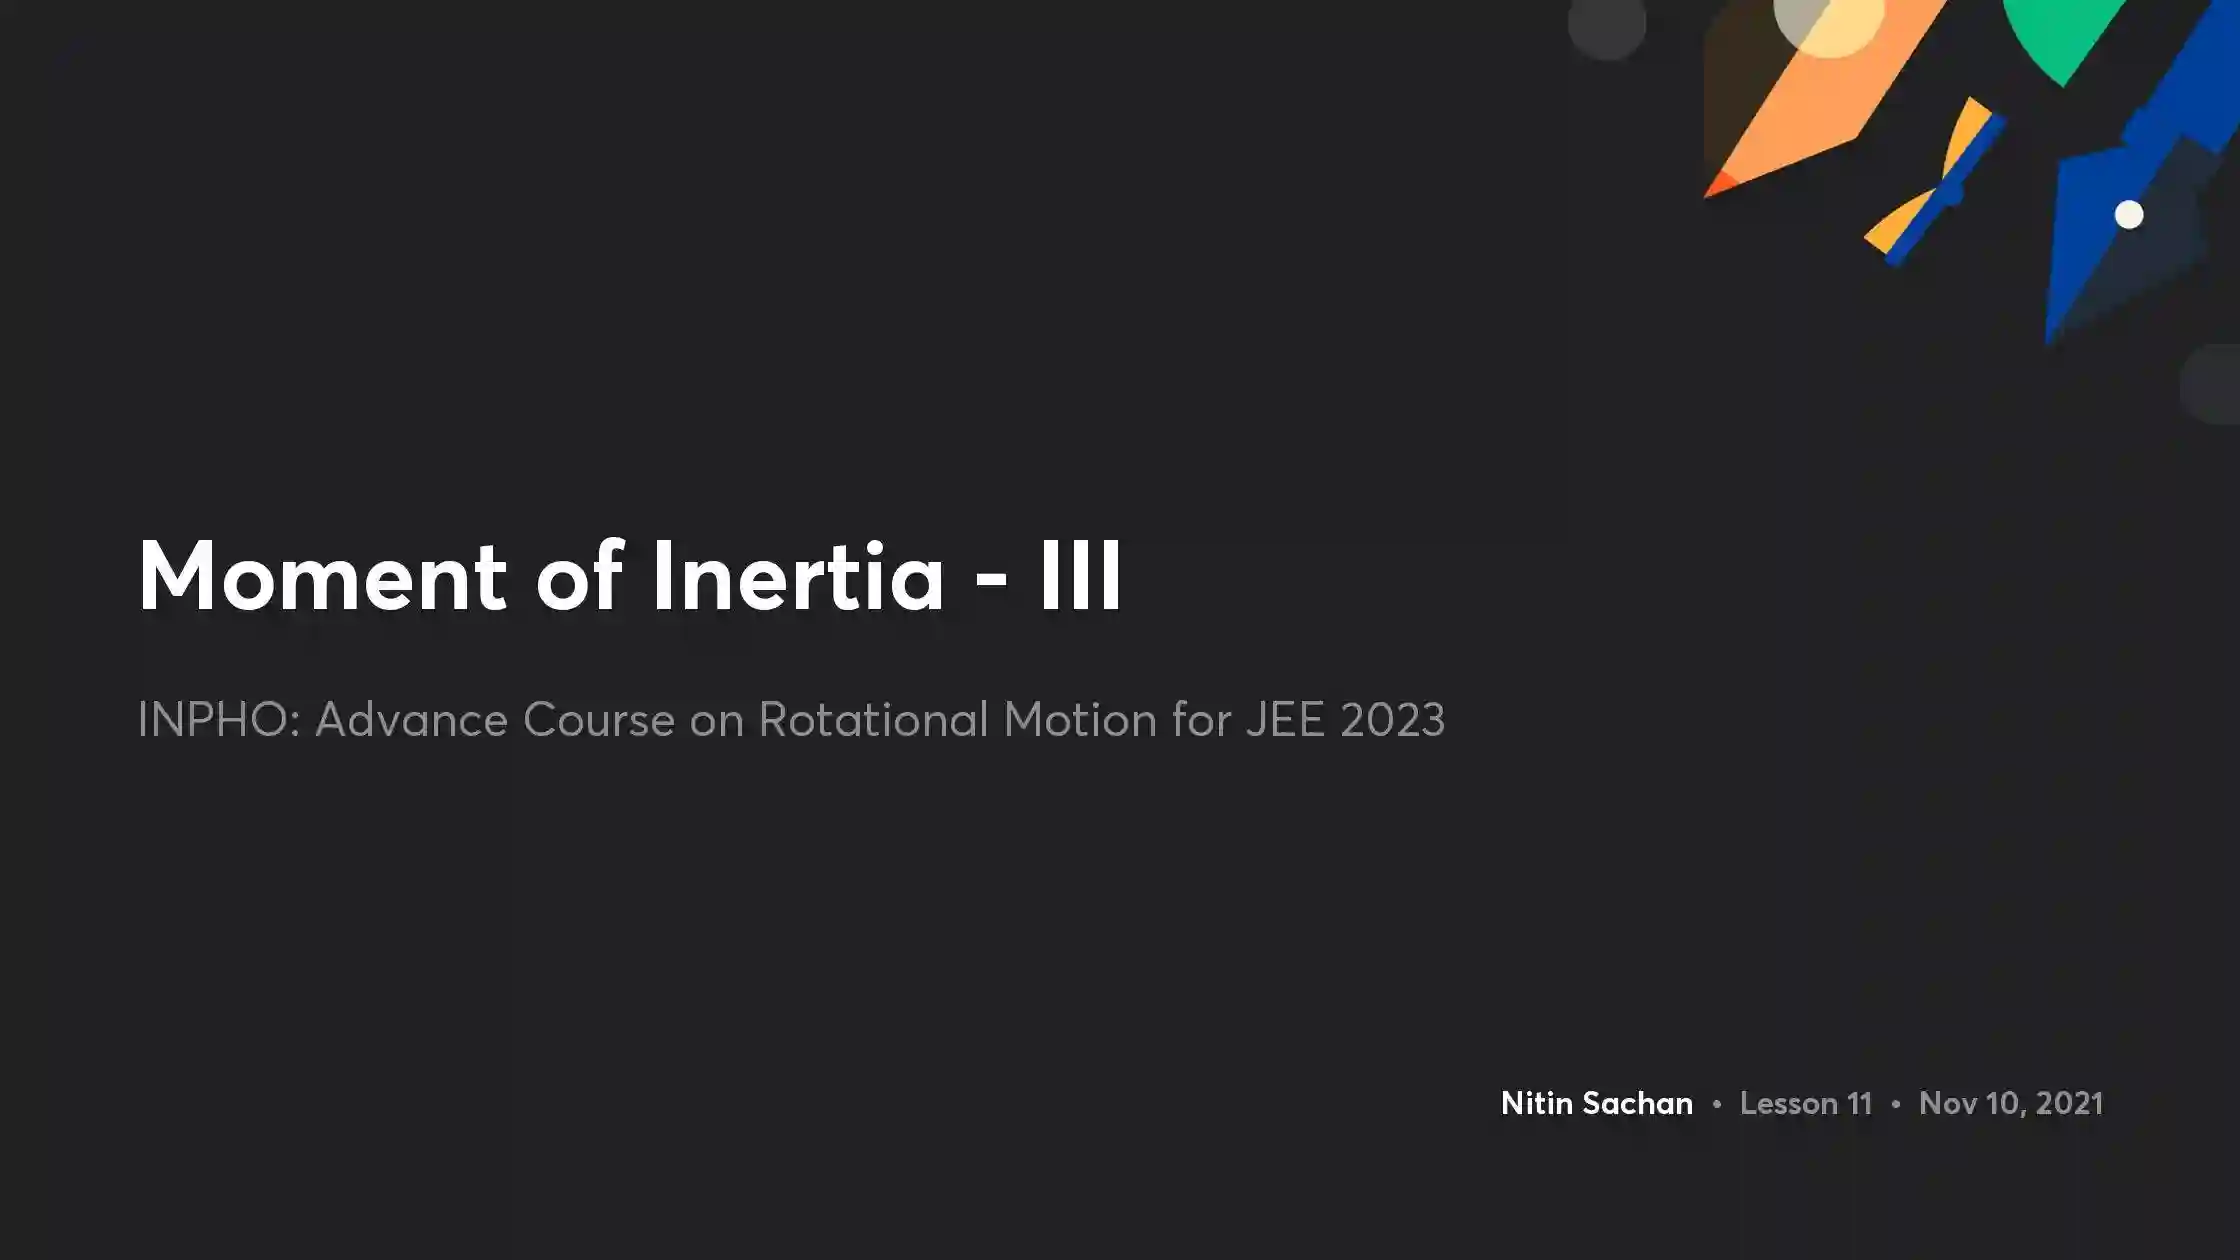 Moment of Inertia - III
INPHO: Advance Course on Rotational Motion for JEE 2023
Nitin Sachan • Lesson 11 • Nov 10, 2021